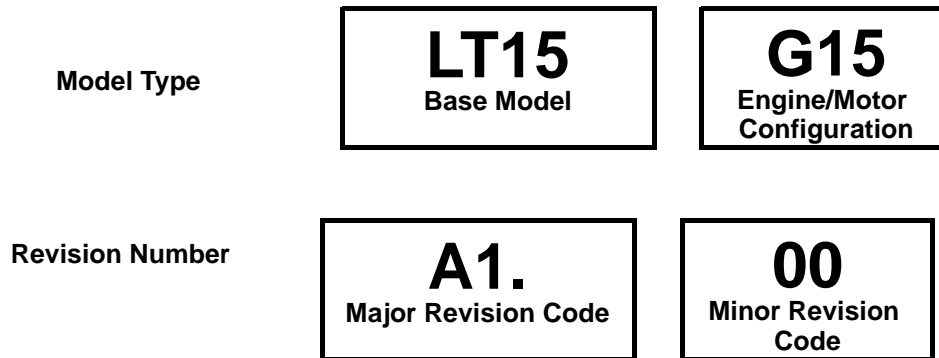 Model Type
LT15
Base Model
G15
Engine/Motor
Configuration
Revision Number
A1.
Major Revision Code
00
Minor Revision
Code